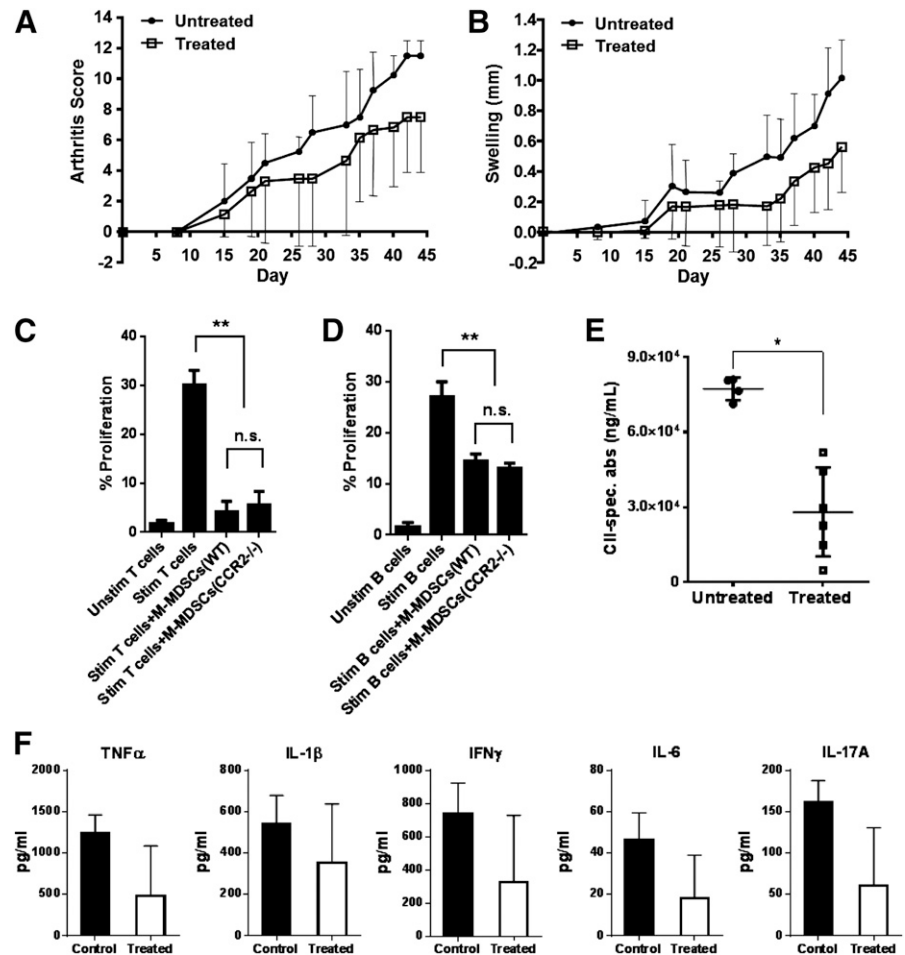 A
Untreated
Treated
Arthritis Score
14
12
10
8
6
4
2
0
-2
5 10 15 20 25 30 35 40 45
Day
B
Untreated
Treated
Swelling (mm)
1.4
1.2
1.0
0.8
0.6
0.4
0.2
0.0
-0.2
5 10 15 20 25 30 35 40 45
Day
C
% Proliferation
40
30
20
10
0
**
n.s.
Unstim T cells
Stim T cells
Stim T cells+M-MDSCs(WT)
Stim T cells+M-MDSCs(CCR2-/-)
D
% Proliferation
40
30
20
10
0
**
n.s.
Unstim B cells
Stim B cells
Stim B cells+M-MDSCs(WT)
Stim B cells+M-MDSCs(CCR2-/-)
E
CII-spec. abs (ng/mL)
9.0×10⁴
6.0×10⁴
3.0×10⁴
0
*
Untreated Treated
F
TNFα
pg/ml
2000
1500
1000
500
0
Control Treated
IL-1β
pg/ml
800
600
400
200
0
Control Treated
IFNγ
pg/ml
1000
800
600
400
200
0
Control Treated
IL-6
pg/ml
80
60
40
20
0
Control Treated
IL-17A
pg/ml
200
150
100
50
0
Contol Treated